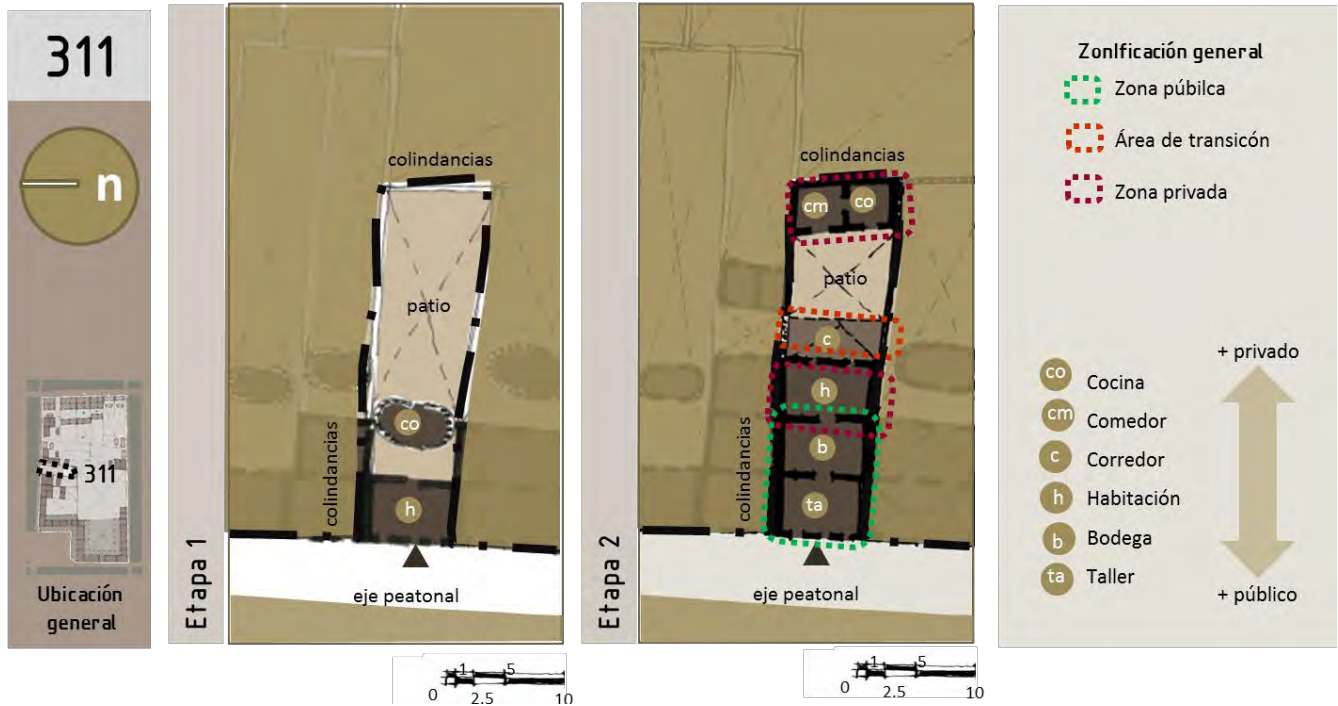 311
n
311
Ubicación
general
Etapa 1
colindancias
patio
co
colindancias
h
eje peatonal
0 1 2.5 5 10
Etapa 2
colindancias
cm co
patio
c
h
colindancias
b
ta
eje peatonal
0 1 2.5 5 10
ZonIficación general
Zona púbilca
Área de transicón
Zona privada
+ privado
co Cocina
cm Comedor
c Corredor
h Habitación
b Bodega
ta Taller
+ público